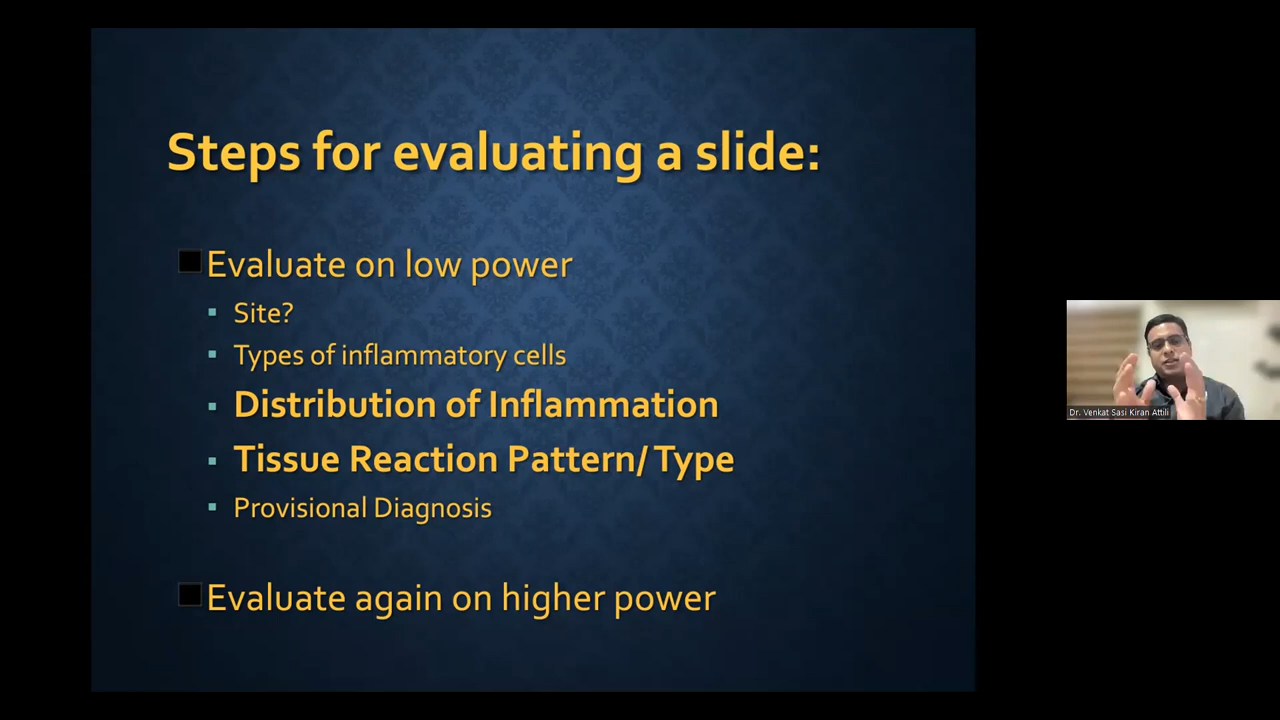 Steps for evaluating a slide:
Evaluate on low power
Site?
Types of inflammatory cells
Distribution of Inflammation
Tissue Reaction Pattern/ Type
Provisional Diagnosis
Evaluate again on higher power
Dr. Venkat Sasi Kiran Attili